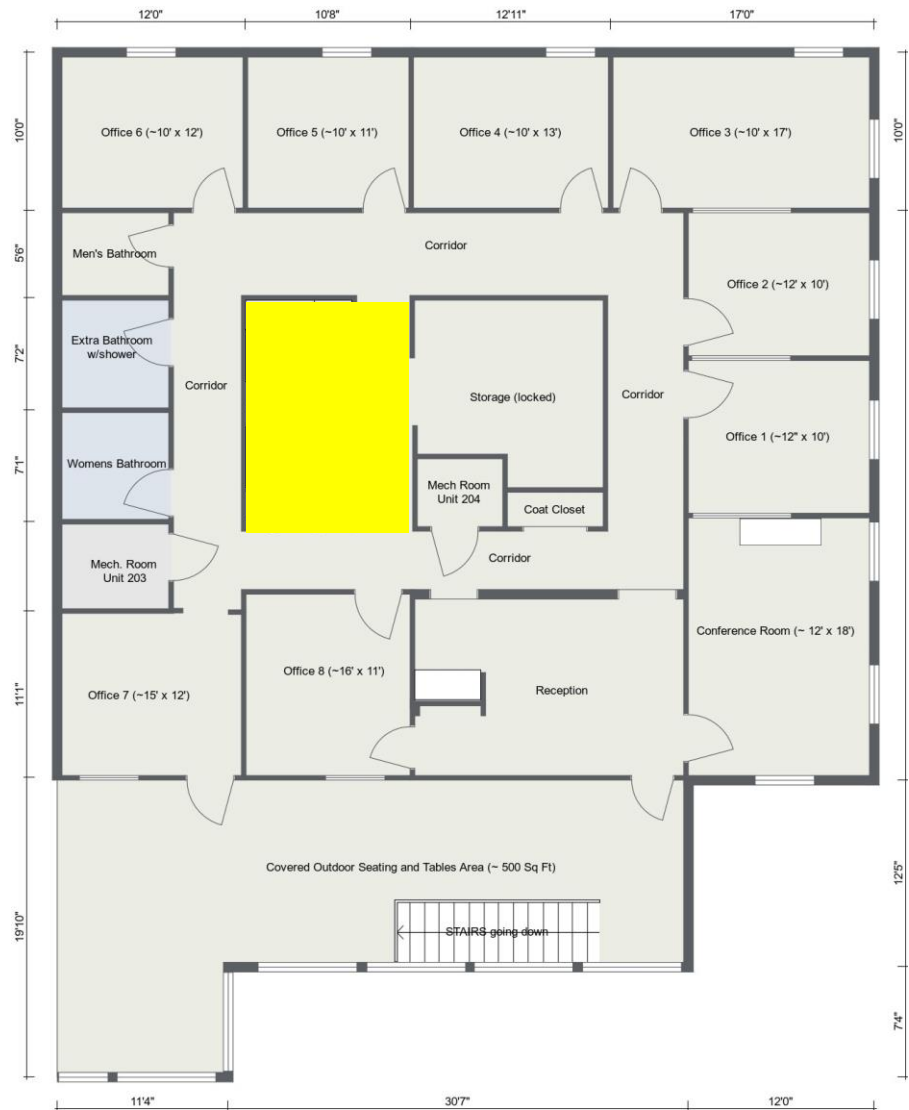 12'0"
10'8"
12'11"
17'0"
10'0"
10'0"
Office 6 (~10' x 12')
Office 5 (~10' x 11')
Office 4 (~10' x 13')
Office 3 (~10' x 17')
5'6"
Men's Bathroom
Corridor
Office 2 (~12' x 10')
7'2"
Extra Bathroom
w/shower
Corridor
Storage (locked)
Corridor
7'1"
Womens Bathroom
Office 1 (~12" x 10')
Mech Room
Unit 204
Coat Closet
Mech. Room
Unit 203
Corridor
Conference Room (~ 12' x 18')
11'1"
Office 7 (~15' x 12')
Office 8 (~16' x 11')
Reception
19'10"
Covered Outdoor Seating and Tables Area (~ 500 Sq Ft)
12'5"
STAIRS going down
7'4"
11'4"
30'7"
12'0"